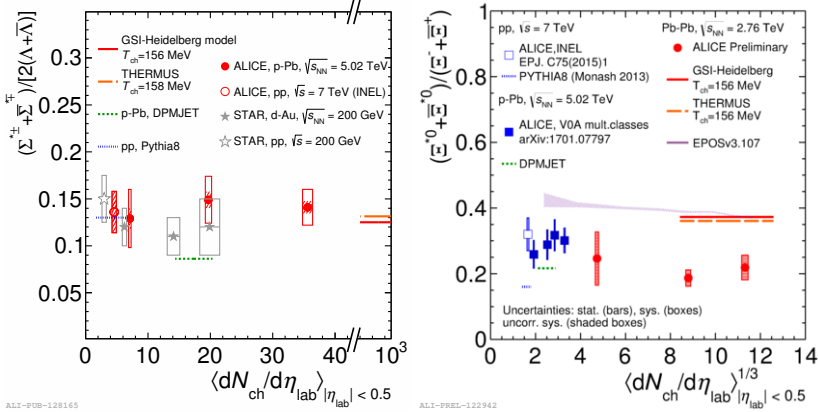 (Σ*± + Σ̅*∓)/[2(Λ+Λ̅)]
0.3
0.25
0.2
0.15
0.1
0.05
GSI-Heidelberg model
T_ch=156 MeV
THERMUS
T_ch=158 MeV
p-Pb, DPMJET
pp, Pythia8
ALICE, p-Pb, √s_NN = 5.02 TeV
ALICE, pp, √s = 7 TeV (INEL)
STAR, d-Au, √s_NN = 200 GeV
STAR, pp, √s = 200 GeV
0 10 20 30 40 10³
⟨dN_ch/dη_lab⟩_|η_lab| < 0.5
ALI-PUB-128165
(Ξ*0+Ξ̅*0)/(Ξ-+Ξ̅+)
1
0.8
0.6
0.4
0.2
0
pp, √s = 7 TeV
ALICE,INEL
EPJ. C75(2015)1
PYTHIA8 (Monash 2013)
p-Pb, √s_NN = 5.02 TeV
ALICE, V0A mult.classes
arXiv:1701.07797
DPMJET
Pb-Pb, √s_NN = 2.76 TeV
ALICE Preliminary
GSI-Heidelberg
T_ch=156 MeV
THERMUS
T_ch=156 MeV
EPOSv3.107
Uncertainties: stat. (bars), sys. (boxes)
uncorr. sys. (shaded boxes)
0 2 4 6 8 10 12 14
⟨dN_ch/dη_lab⟩^1/3_|η_lab| < 0.5
ALI-PREL-122942